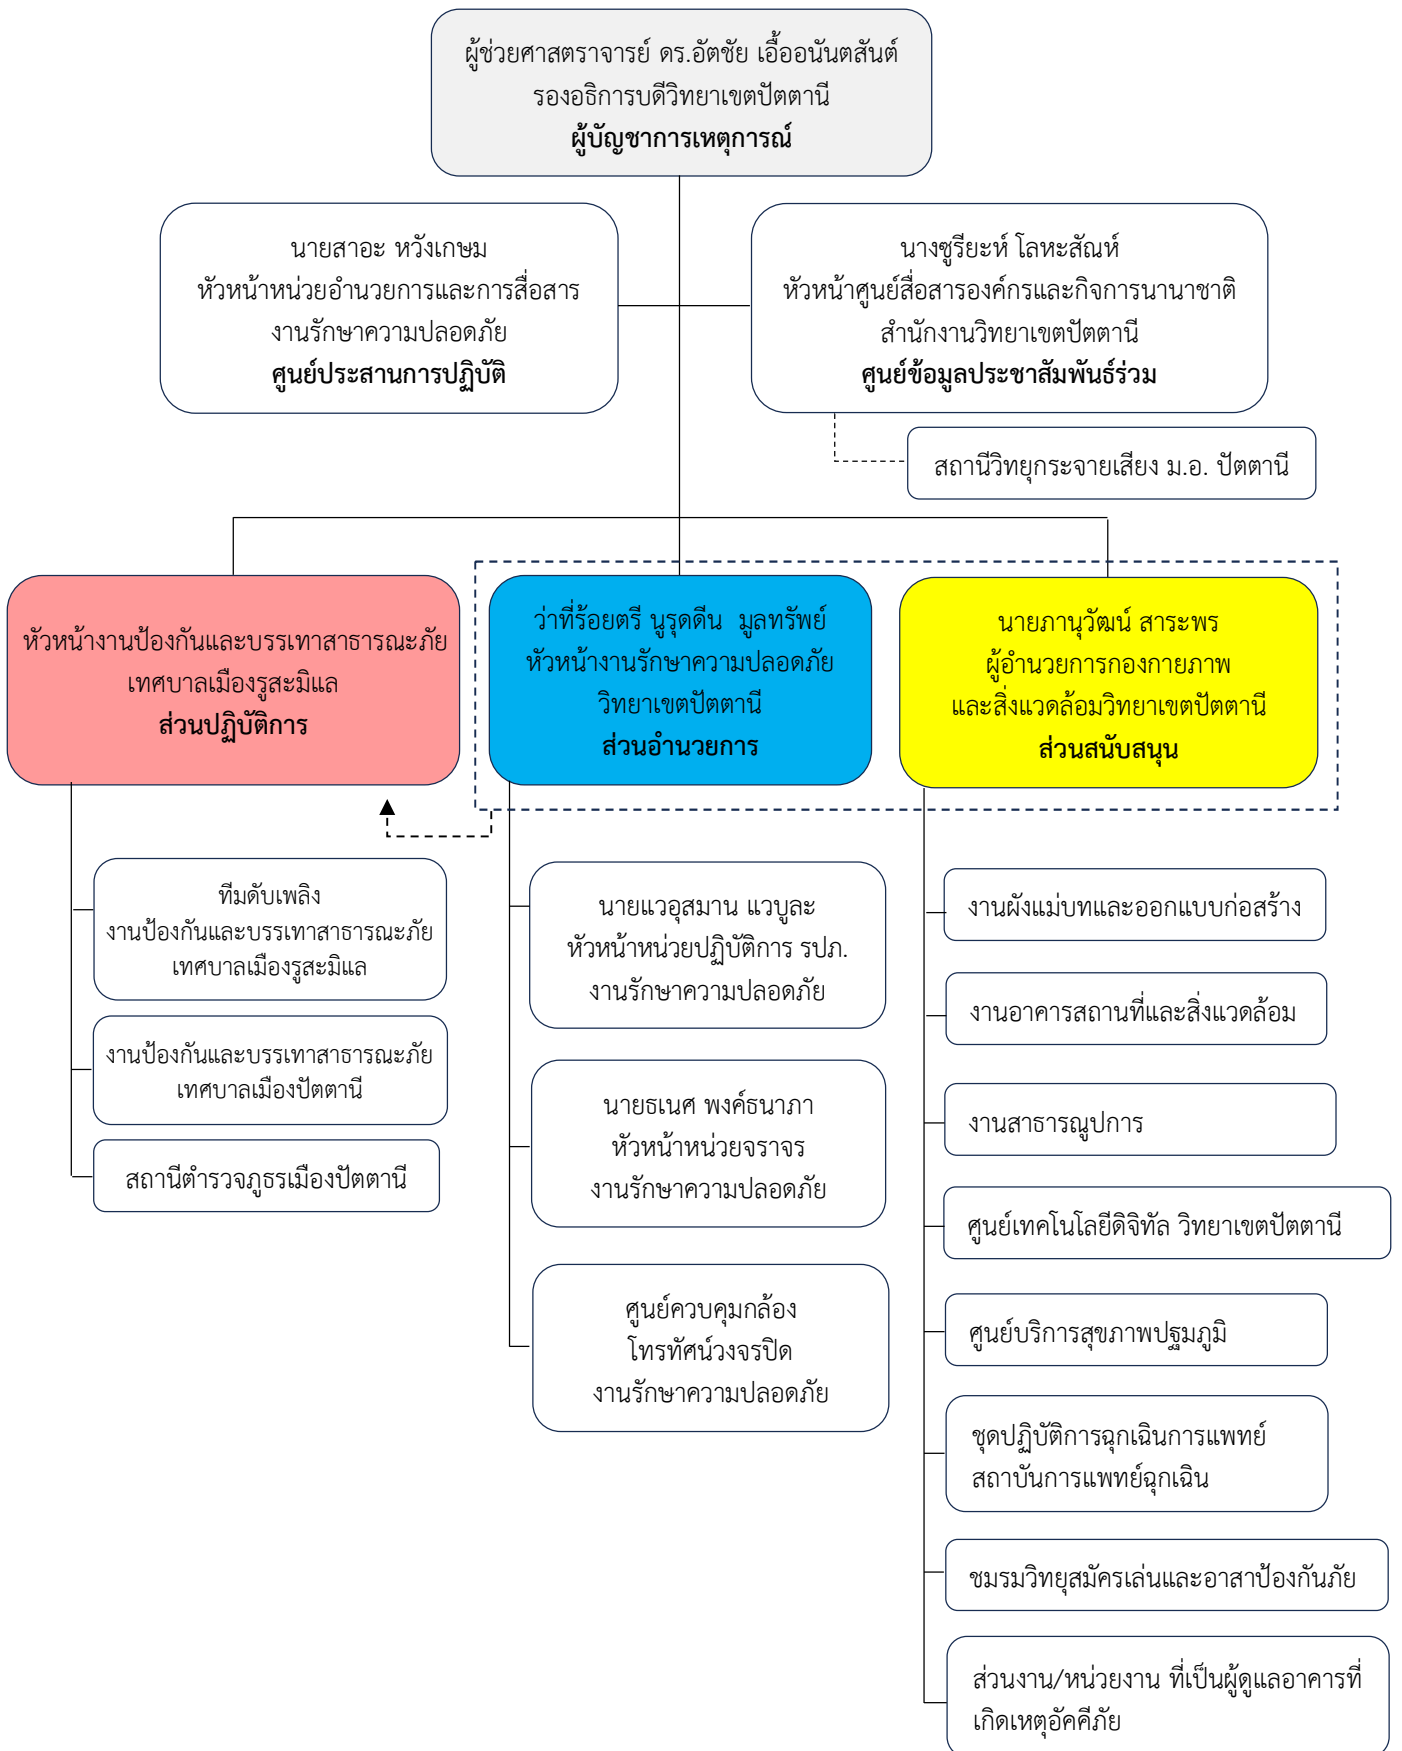 ผู้ช่วยศาสตราจารย์ ดร.อัตชัย เอื้ออนันตสันต์
รองอธิการบดีวิทยาเขตปัตตานี
ผู้บัญชาการเหตุการณ์
นายสาอะ หวังเกษม
หัวหน้าหน่วยอำนวยการและการสื่อสาร
งานรักษาความปลอดภัย
ศูนย์ประสานการปฏิบัติ
นางซูรียะห์ โลหะสัณห์
หัวหน้าศูนย์สื่อสารองค์กรและกิจการนานาชาติ
สำนักงานวิทยาเขตปัตตานี
ศูนย์ข้อมูลประชาสัมพันธ์ร่วม
สถานีวิทยุกระจายเสียง ม.อ. ปัตตานี
หัวหน้างานป้องกันและบรรเทาสาธารณะภัย
เทศบาลเมืองรูสะมิแล
ส่วนปฏิบัติการ
ทีมดับเพลิง
งานป้องกันและบรรเทาสาธารณะภัย
เทศบาลเมืองรูสะมิแล
งานป้องกันและบรรเทาสาธารณะภัย
เทศบาลเมืองปัตตานี
สถานีตำรวจภูธรเมืองปัตตานี
ว่าที่ร้อยตรี นูรุดดีน  มูลทรัพย์
หัวหน้างานรักษาความปลอดภัย
วิทยาเขตปัตตานี
ส่วนอำนวยการ
นายแวอุสมาน แวบูละ
หัวหน้าหน่วยปฏิบัติการ รปภ.
งานรักษาความปลอดภัย
นายธเนศ พงค์ธนาภา
หัวหน้าหน่วยจราจร
งานรักษาความปลอดภัย
ศูนย์ควบคุมกล้อง
โทรทัศน์วงจรปิด
งานรักษาความปลอดภัย
นายภานุวัฒน์ สาระพร
ผู้อำนวยการกองกายภาพ
และสิ่งแวดล้อมวิทยาเขตปัตตานี
ส่วนสนับสนุน
งานผังแม่บทและออกแบบก่อสร้าง
งานอาคารสถานที่และสิ่งแวดล้อม
งานสาธารณูปการ
ศูนย์เทคโนโลยีดิจิทัล วิทยาเขตปัตตานี
ศูนย์บริการสุขภาพปฐมภูมิ
ชุดปฏิบัติการฉุกเฉินการแพทย์
สถาบันการแพทย์ฉุกเฉิน
ชมรมวิทยุสมัครเล่นและอาสาป้องกันภัย
ส่วนงาน/หน่วยงาน ที่เป็นผู้ดูแลอาคารที่
เกิดเหตุอัคคีภัย